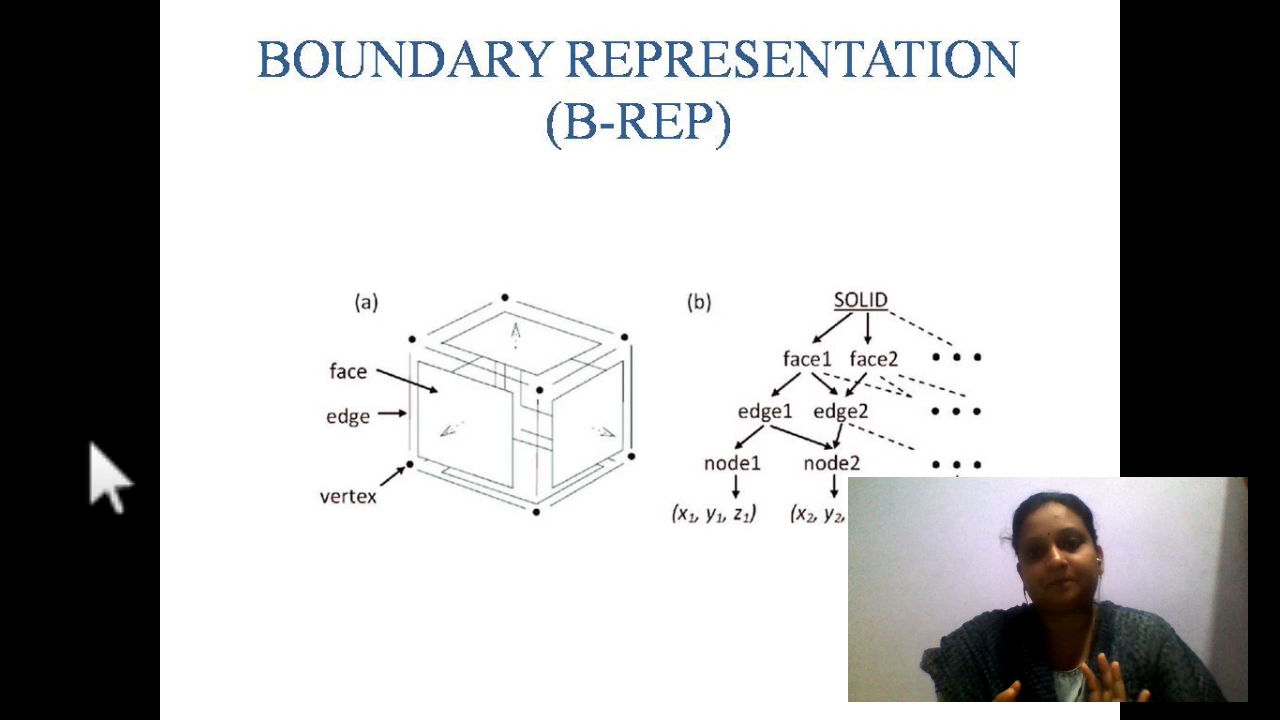 BOUNDARY REPRESENTATION
(B-REP)
(a)
face
edge
vertex
(b)
SOLID
face1 face2
edge1 edge2
node1 node2
(x₁, y₁, z₁) (x₂, y₂,